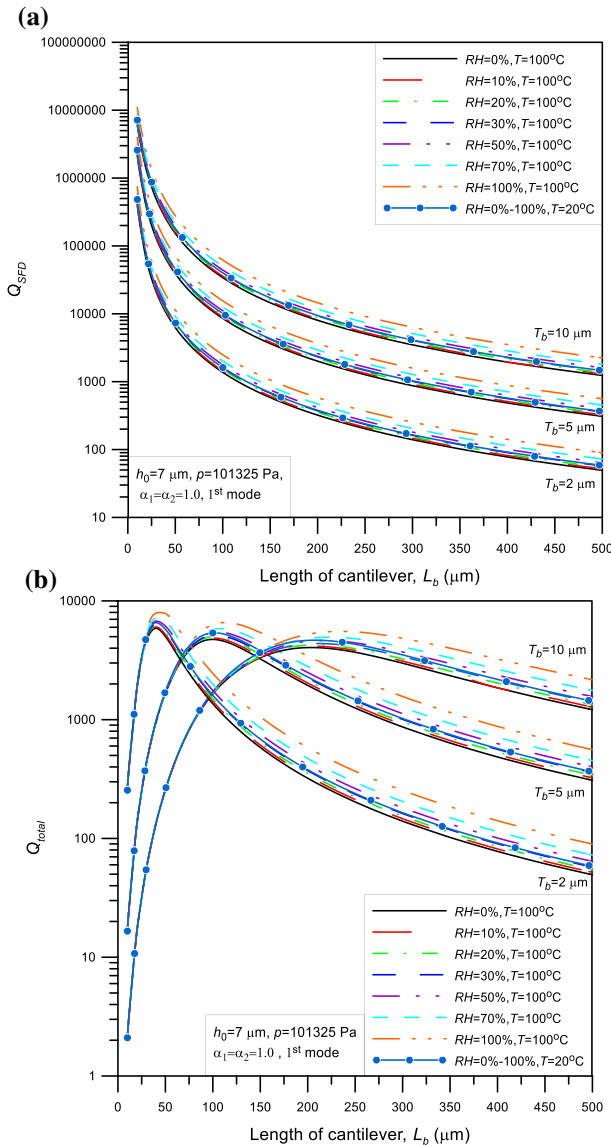 (a)
100000000
10000000
1000000
100000
10000
1000
100
10
Q_SFD
RH=0%,T=100°C
RH=10%,T=100°C
RH=20%,T=100°C
RH=30%,T=100°C
RH=50%,T=100°C
RH=70%,T=100°C
RH=100%,T=100°C
RH=0%-100%,T=20°C
T_b=10 μm
T_b=5 μm
T_b=2 μm
h_0=7 μm, p=101325 Pa,
α_1=α_2=1.0, 1^st mode
0 50 100 150 200 250 300 350 400 450 500
Length of cantilever, L_b (μm)
(b)
10000
1000
100
10
1
Q_total
T_b=10 μm
T_b=5 μm
T_b=2 μm
RH=0%,T=100°C
RH=10%,T=100°C
RH=20%,T=100°C
RH=30%,T=100°C
RH=50%,T=100°C
RH=70%,T=100°C
RH=100%,T=100°C
RH=0%-100%,T=20°C
h_0=7 μm, p=101325 Pa
α_1=α_2=1.0 , 1^st mode
0 50 100 150 200 250 300 350 400 450 500
Length of cantilever, L_b (μm)